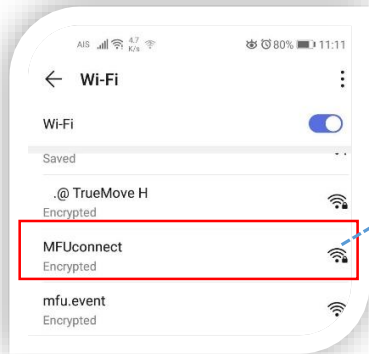 AIS 4.7 K/s 80% 11:11
← Wi-Fi
Wi-Fi
Saved
.@ TrueMove H
Encrypted
MFUconnect
Encrypted
mfu.event
Encrypted